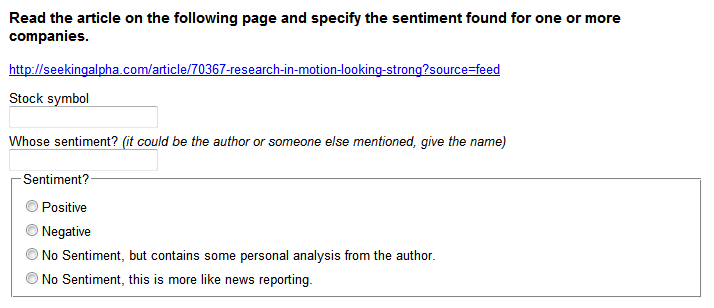 Read the article on the following page and specify the sentiment found for one or more
companies.
http://seekingalpha.com/article/70367-research-in-motion-looking-strong?source=feed
Stock symbol
Whose sentiment? (it could be the author or someone else mentioned, give the name)
Sentiment?
Positive
Negative
No Sentiment, but contains some personal analysis from the author.
No Sentiment, this is more like news reporting.